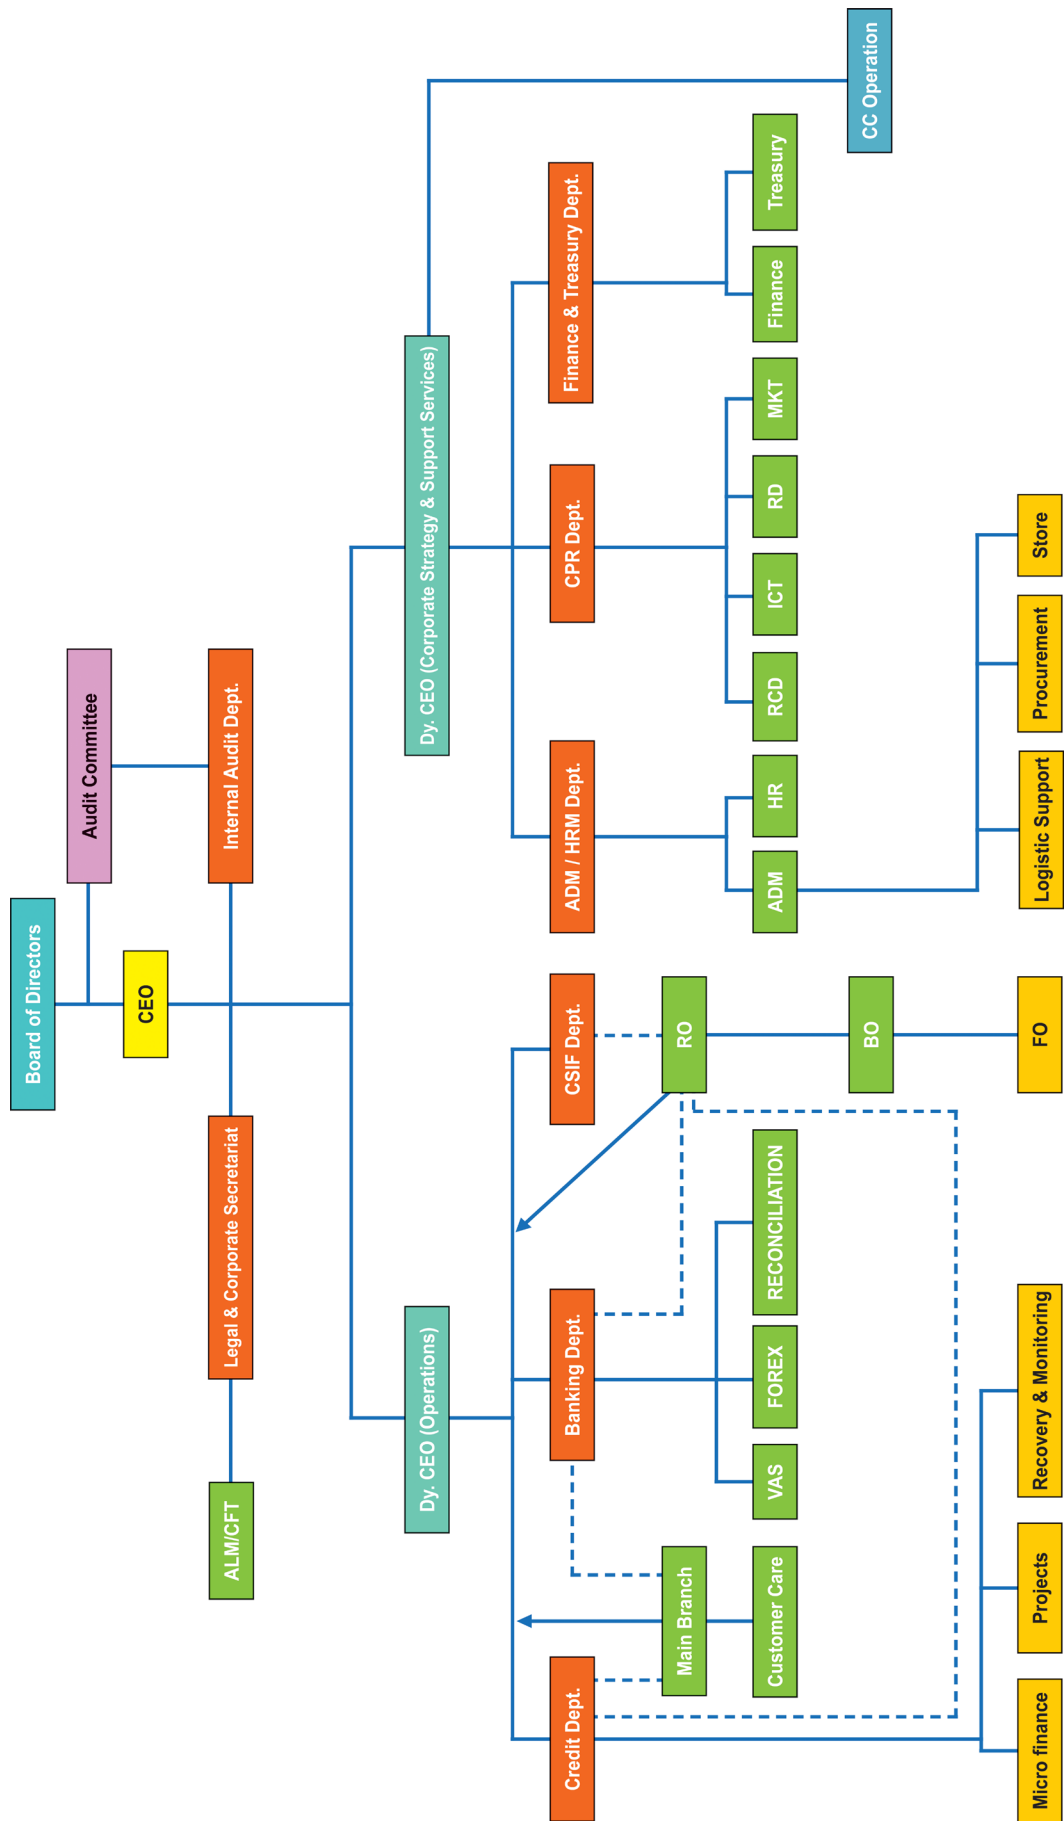 Board of Directors
Audit Committee
CEO
ALM/CFT
Legal & Corporate Secretariat
Internal Audit Dept.
Dy. CEO (Operations)
Dy. CEO (Corporate Strategy & Support Services)
Credit Dept.
Banking Dept.
CSIF Dept.
ADM / HRM Dept.
CPR Dept.
Finance & Treasury Dept.
Main Branch
RO
Customer Care
VAS
FOREX
RECONCILIATION
ADM
HR
RCD
ICT
RD
MKT
Finance
Treasury
BO
CC Operation
Micro finance
Projects
Recovery & Monitoring
FO
Logistic Support
Procurement
Store